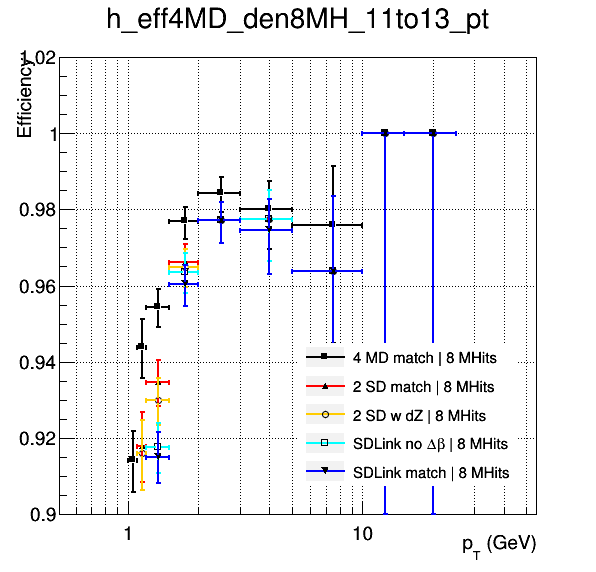 h_eff4MD_den8MH_11to13_pt
Efficiency
1.02
1
0.98
0.96
0.94
0.92
0.9
4 MD match | 8 MHits
2 SD match | 8 MHits
2 SD w dZ | 8 MHits
SDLink no Δβ | 8 MHits
SDLink match | 8 MHits
1
10
p_T (GeV)